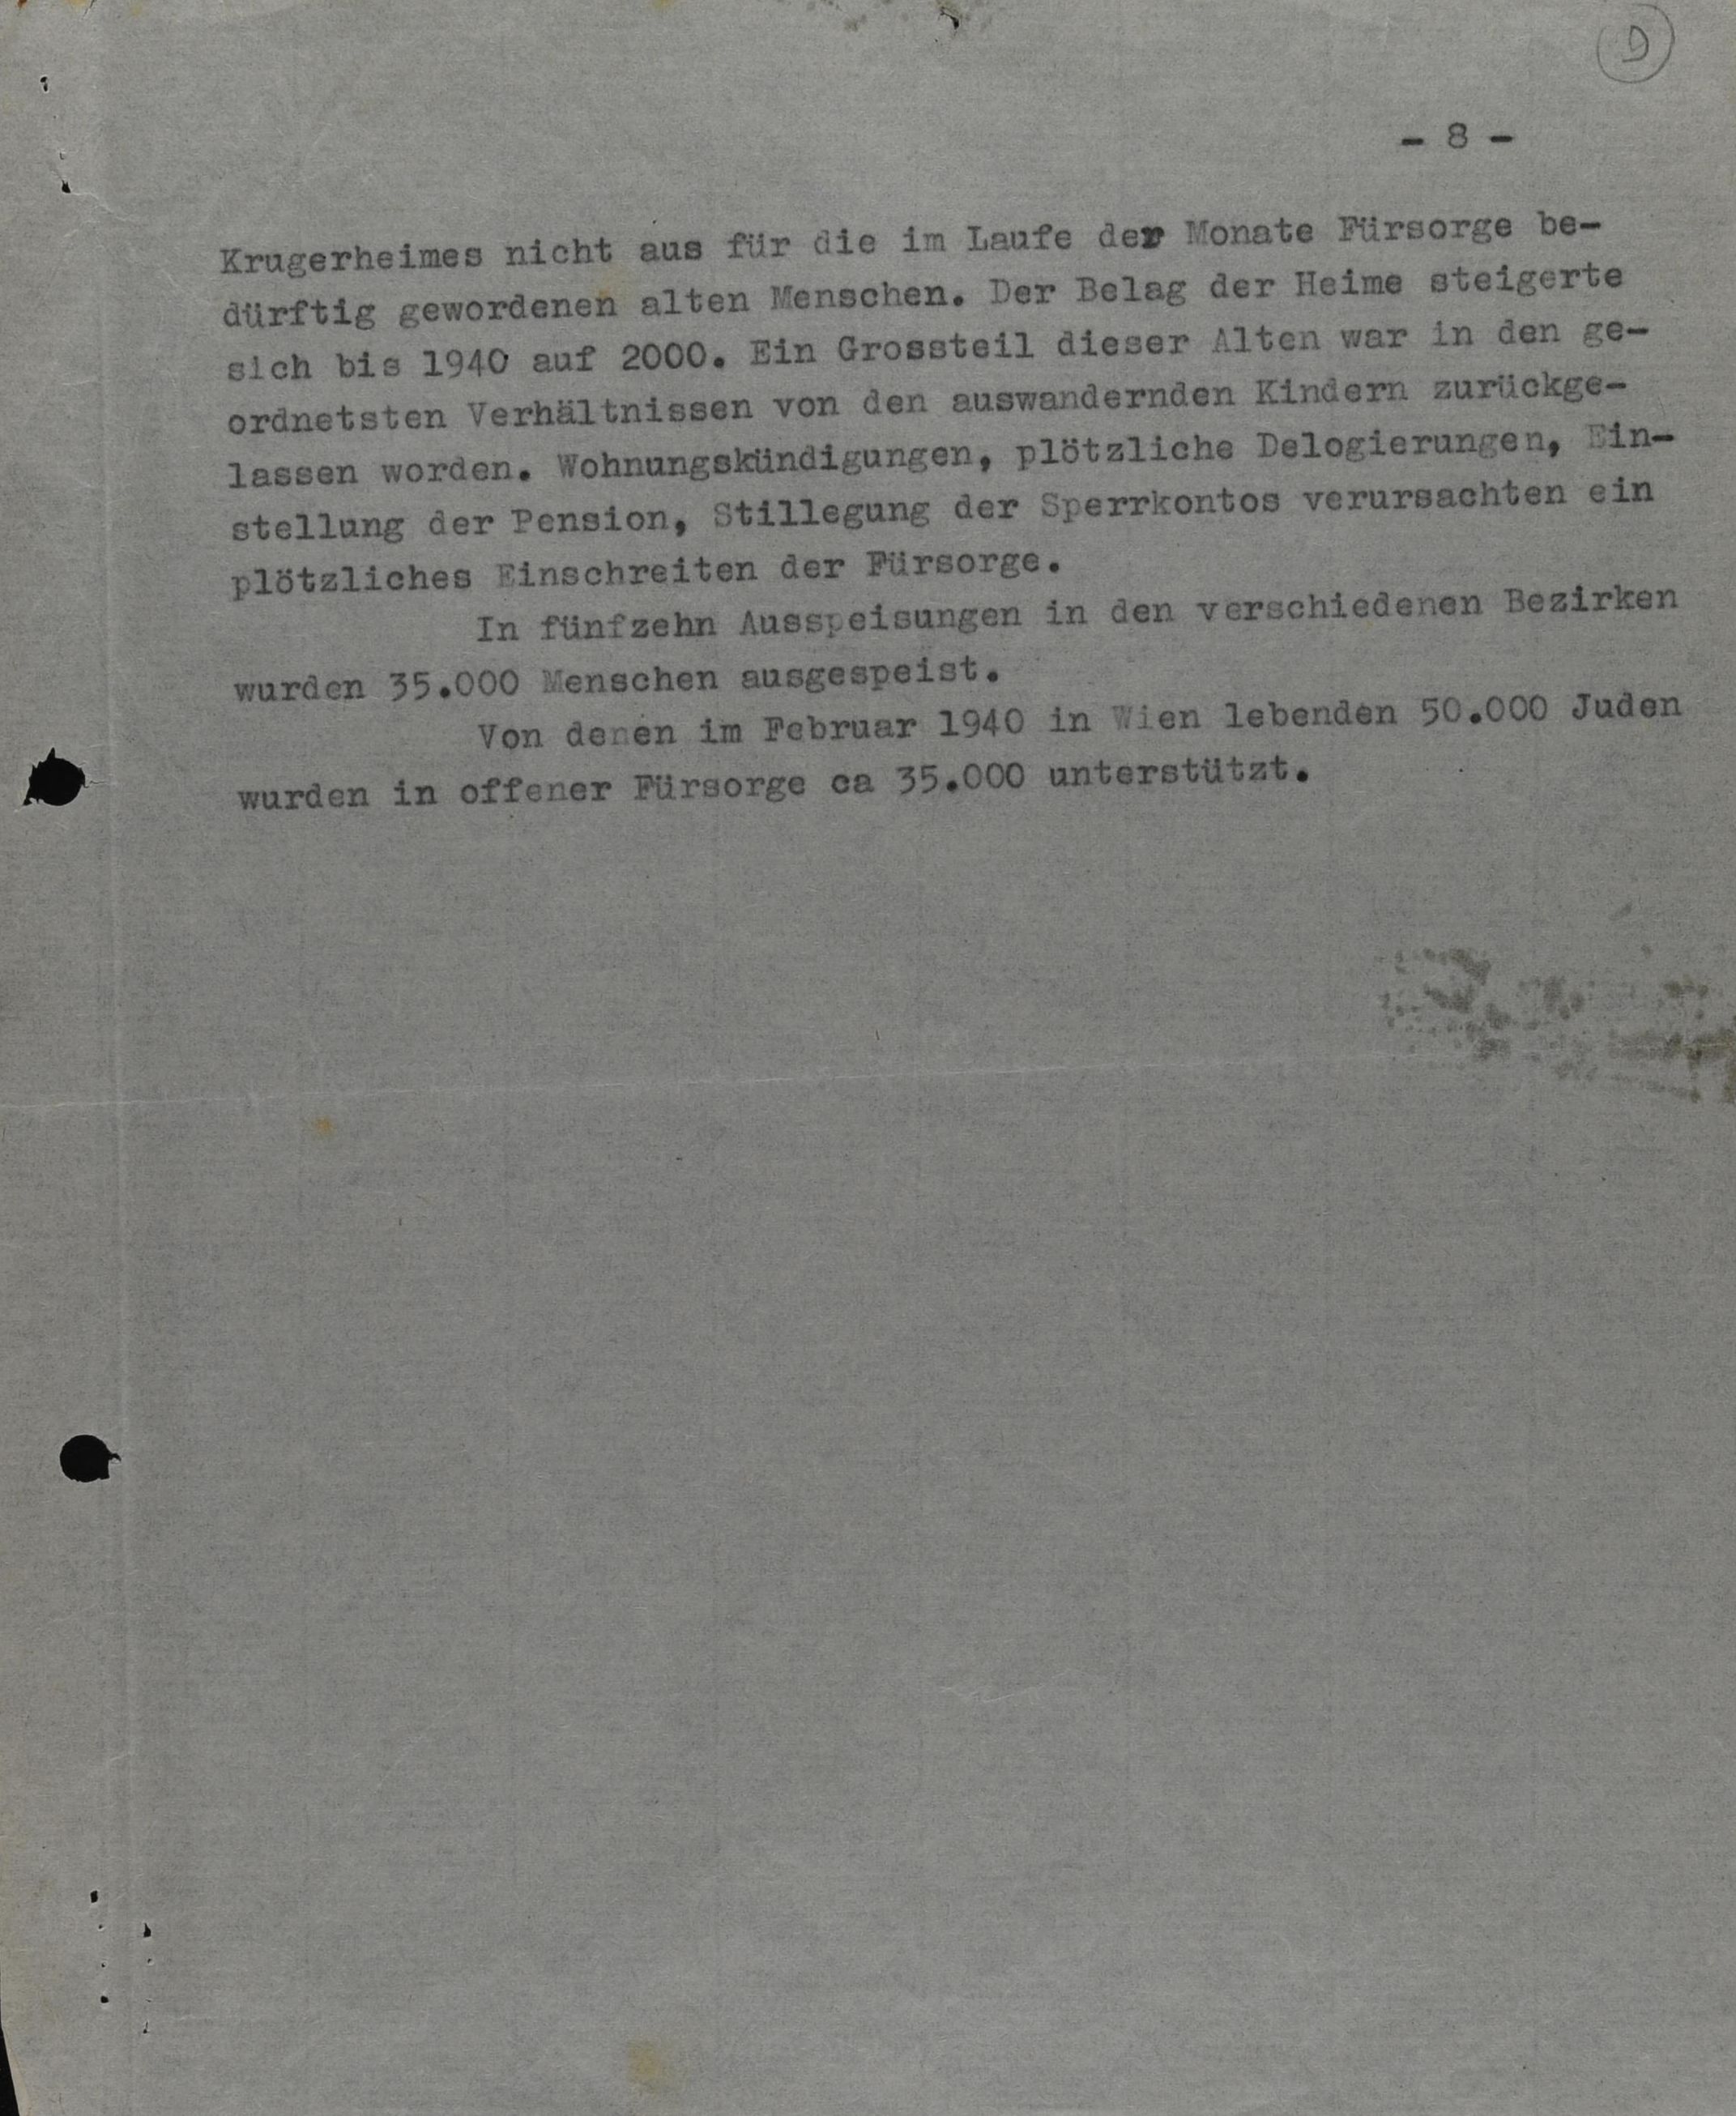 9
- 8 -
Krugerheimes nicht aus für die im Laufe der Monate Fürsorge be-
dürftig gewordenen alten Menschen. Der Belag der Heime steigerte
sich bis 1940 auf 2000. Ein Grossteil dieser Alten war in den ge-
ordnetsten Verhältnissen von den auswandernden Kindern zurückge-
lassen worden. Wohnungskündigungen, plötzliche Delogierungen, Ein-
stellung der Pension, Stillegung der Sperrkontos verursachten ein
plötzliches Einschreiten der Fürsorge.
In fünfzehn Ausspeisungen in den verschiedenen Bezirken
wurden 35.000 Menschen ausgespeist.
Von denen im Februar 1940 in Wien lebenden 50.000 Juden
wurden in offener Fürsorge ca 35.000 unterstützt.